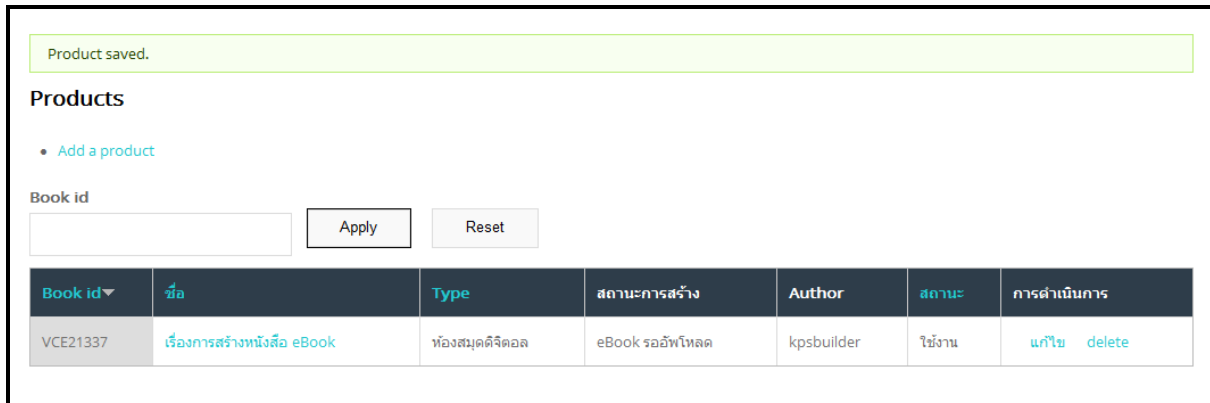 Product saved.
Products
Add a product
Book id
Apply Reset
Book id ชื่อ Type สถานะการสร้าง Author สถานะ การดำเนินการ
VCE21337 เรื่องการสร้างหนังสือ eBook ห้องสมุดดิจิตอล eBook รออัพโหลด kpsbuilder ใช้งาน แก้ไข delete